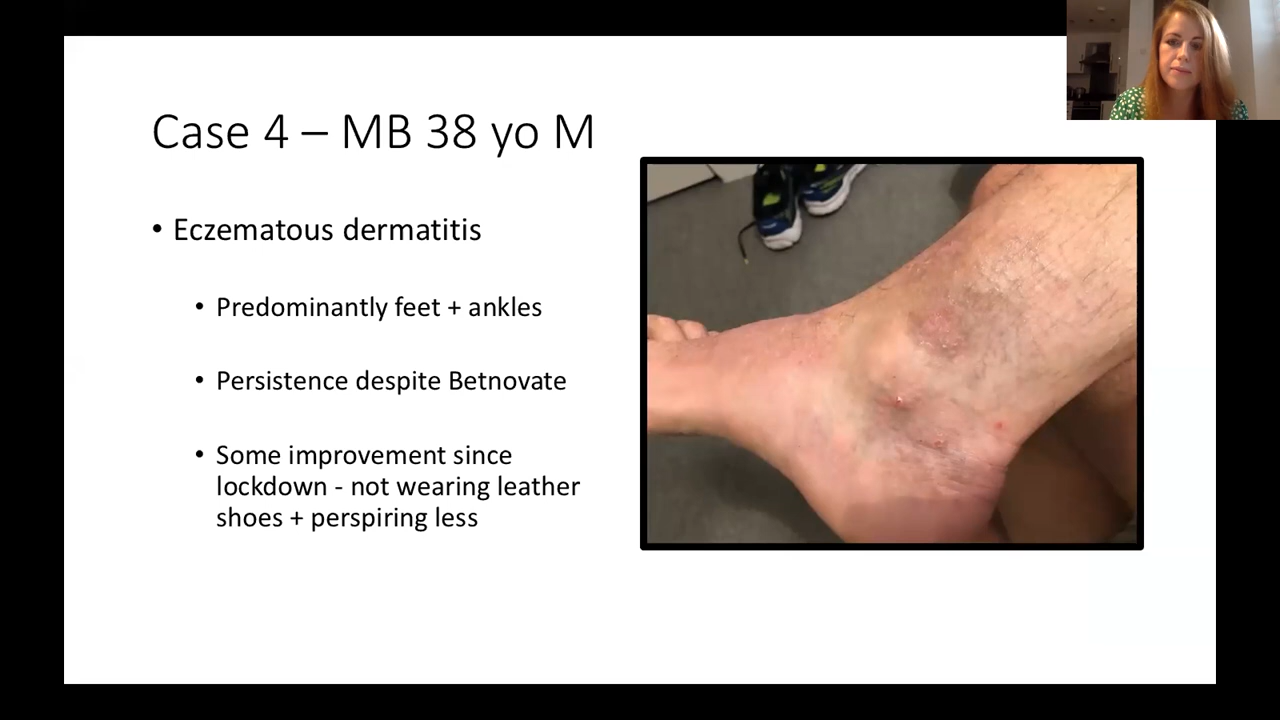 Case 4 – MB 38 yo M
• Eczematous dermatitis
• Predominantly feet + ankles
• Persistence despite Betnovate
• Some improvement since
lockdown - not wearing leather
shoes + perspiring less